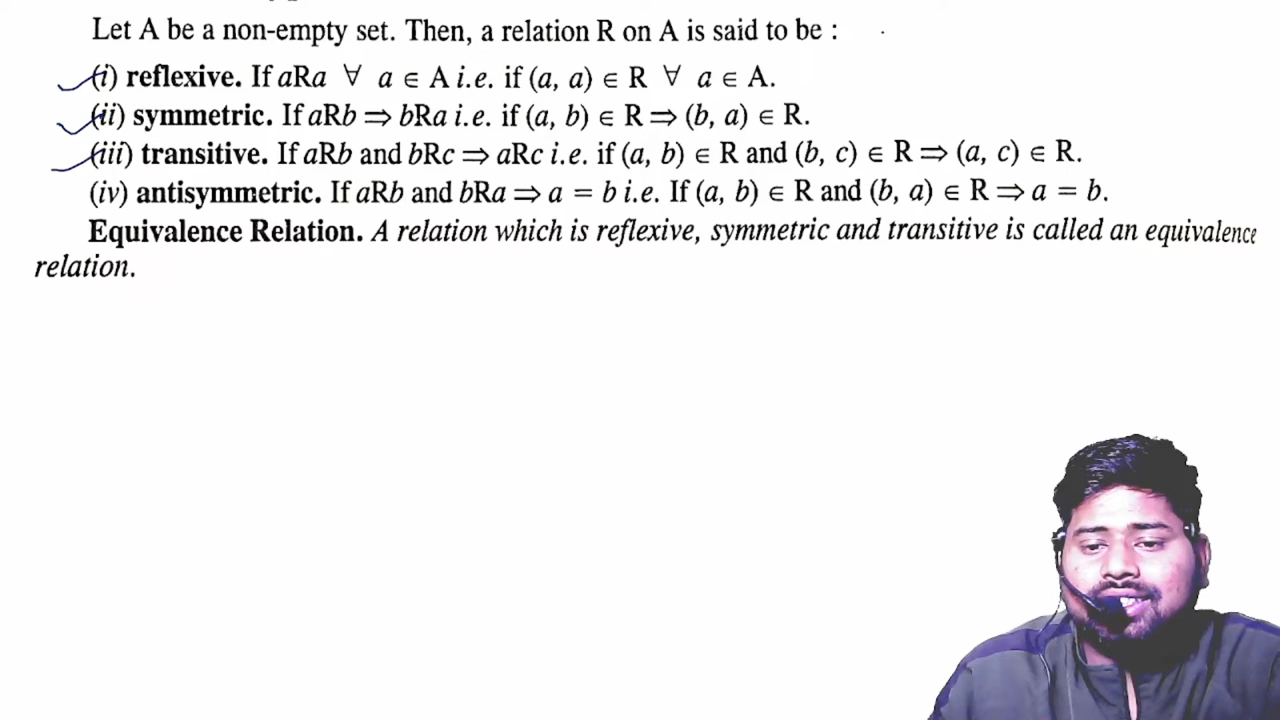 Let A be a non-empty set. Then, a relation R on A is said to be :
(i) reflexive. If aRa ∀ a ∈ A i.e. if (a, a) ∈ R ∀ a ∈ A.
(ii) symmetric. If aRb ⇒ bRa i.e. if (a, b) ∈ R ⇒ (b, a) ∈ R.
(iii) transitive. If aRb and bRc ⇒ aRc i.e. if (a, b) ∈ R and (b, c) ∈ R ⇒ (a, c) ∈ R.
(iv) antisymmetric. If aRb and bRa ⇒ a = b i.e. If (a, b) ∈ R and (b, a) ∈ R ⇒ a = b.
Equivalence Relation. A relation which is reflexive, symmetric and transitive is called an equivalence
relation.